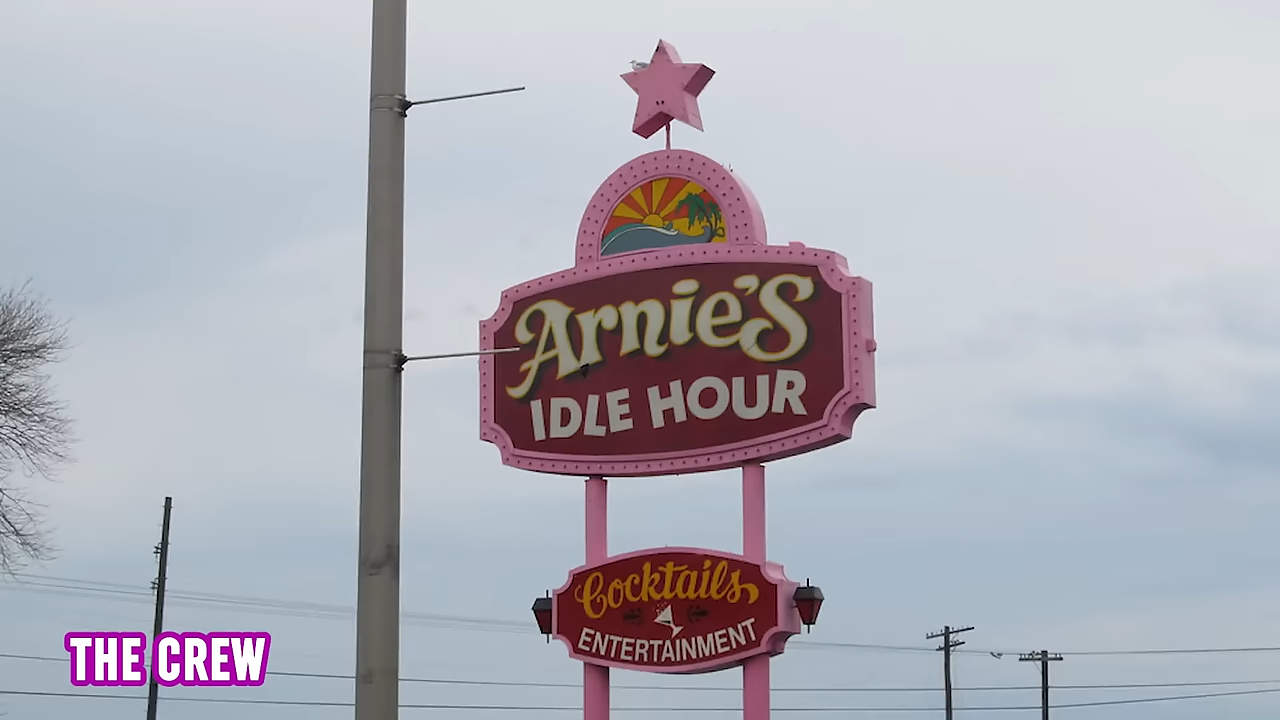 Arnie's
IDLE HOUR
Cocktails
ENTERTAINMENT
THE CREW